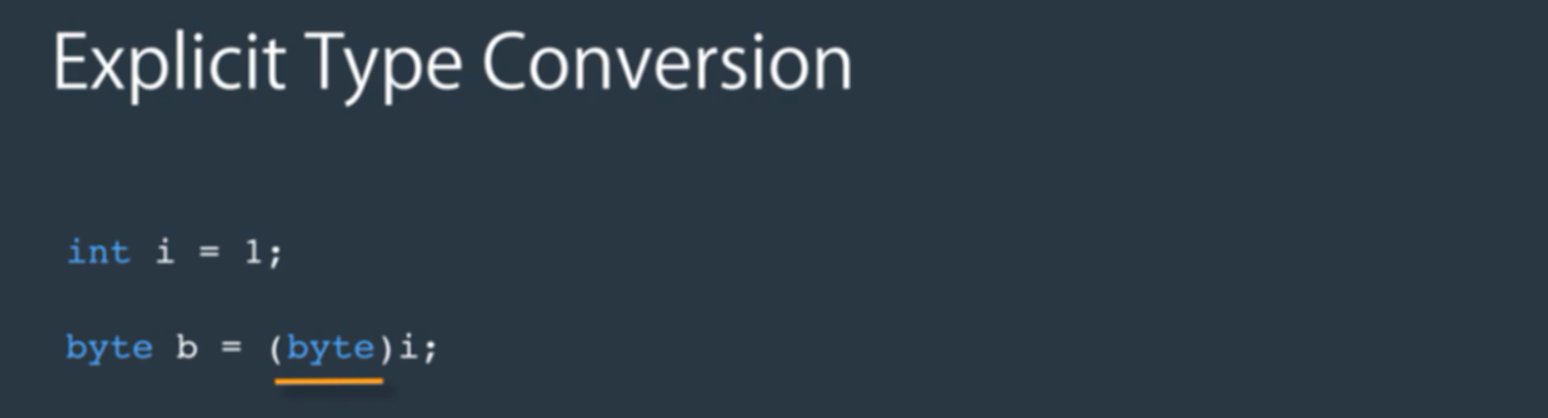 Explicit Type Conversion
int i = 1;
byte b = (byte)i;